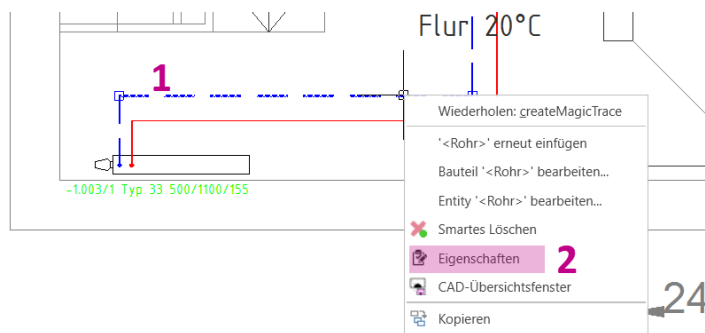 Flur 20°C
1
Wiederholen: createMagicTrace
'<Rohr>' erneut einfügen
Bauteil '<Rohr>' bearbeiten...
-1.003/1 Typ 33 500/1100/155
Entity '<Rohr>' bearbeiten...
Smartes Löschen
Eigenschaften 2
CAD-Übersichtsfenster
24
Kopieren